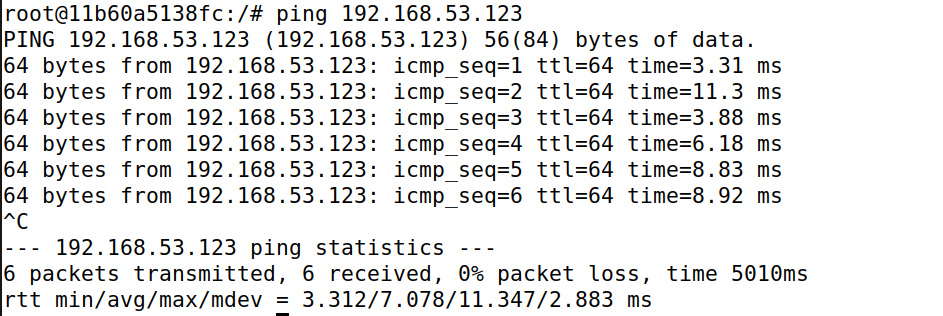 root@11b60a5138fc:/# ping 192.168.53.123
PING 192.168.53.123 (192.168.53.123) 56(84) bytes of data.
64 bytes from 192.168.53.123: icmp_seq=1 ttl=64 time=3.31 ms
64 bytes from 192.168.53.123: icmp_seq=2 ttl=64 time=11.3 ms
64 bytes from 192.168.53.123: icmp_seq=3 ttl=64 time=3.88 ms
64 bytes from 192.168.53.123: icmp_seq=4 ttl=64 time=6.18 ms
64 bytes from 192.168.53.123: icmp_seq=5 ttl=64 time=8.83 ms
64 bytes from 192.168.53.123: icmp_seq=6 ttl=64 time=8.92 ms
^C
--- 192.168.53.123 ping statistics ---
6 packets transmitted, 6 received, 0% packet loss, time 5010ms
rtt min/avg/max/mdev = 3.312/7.078/11.347/2.883 ms